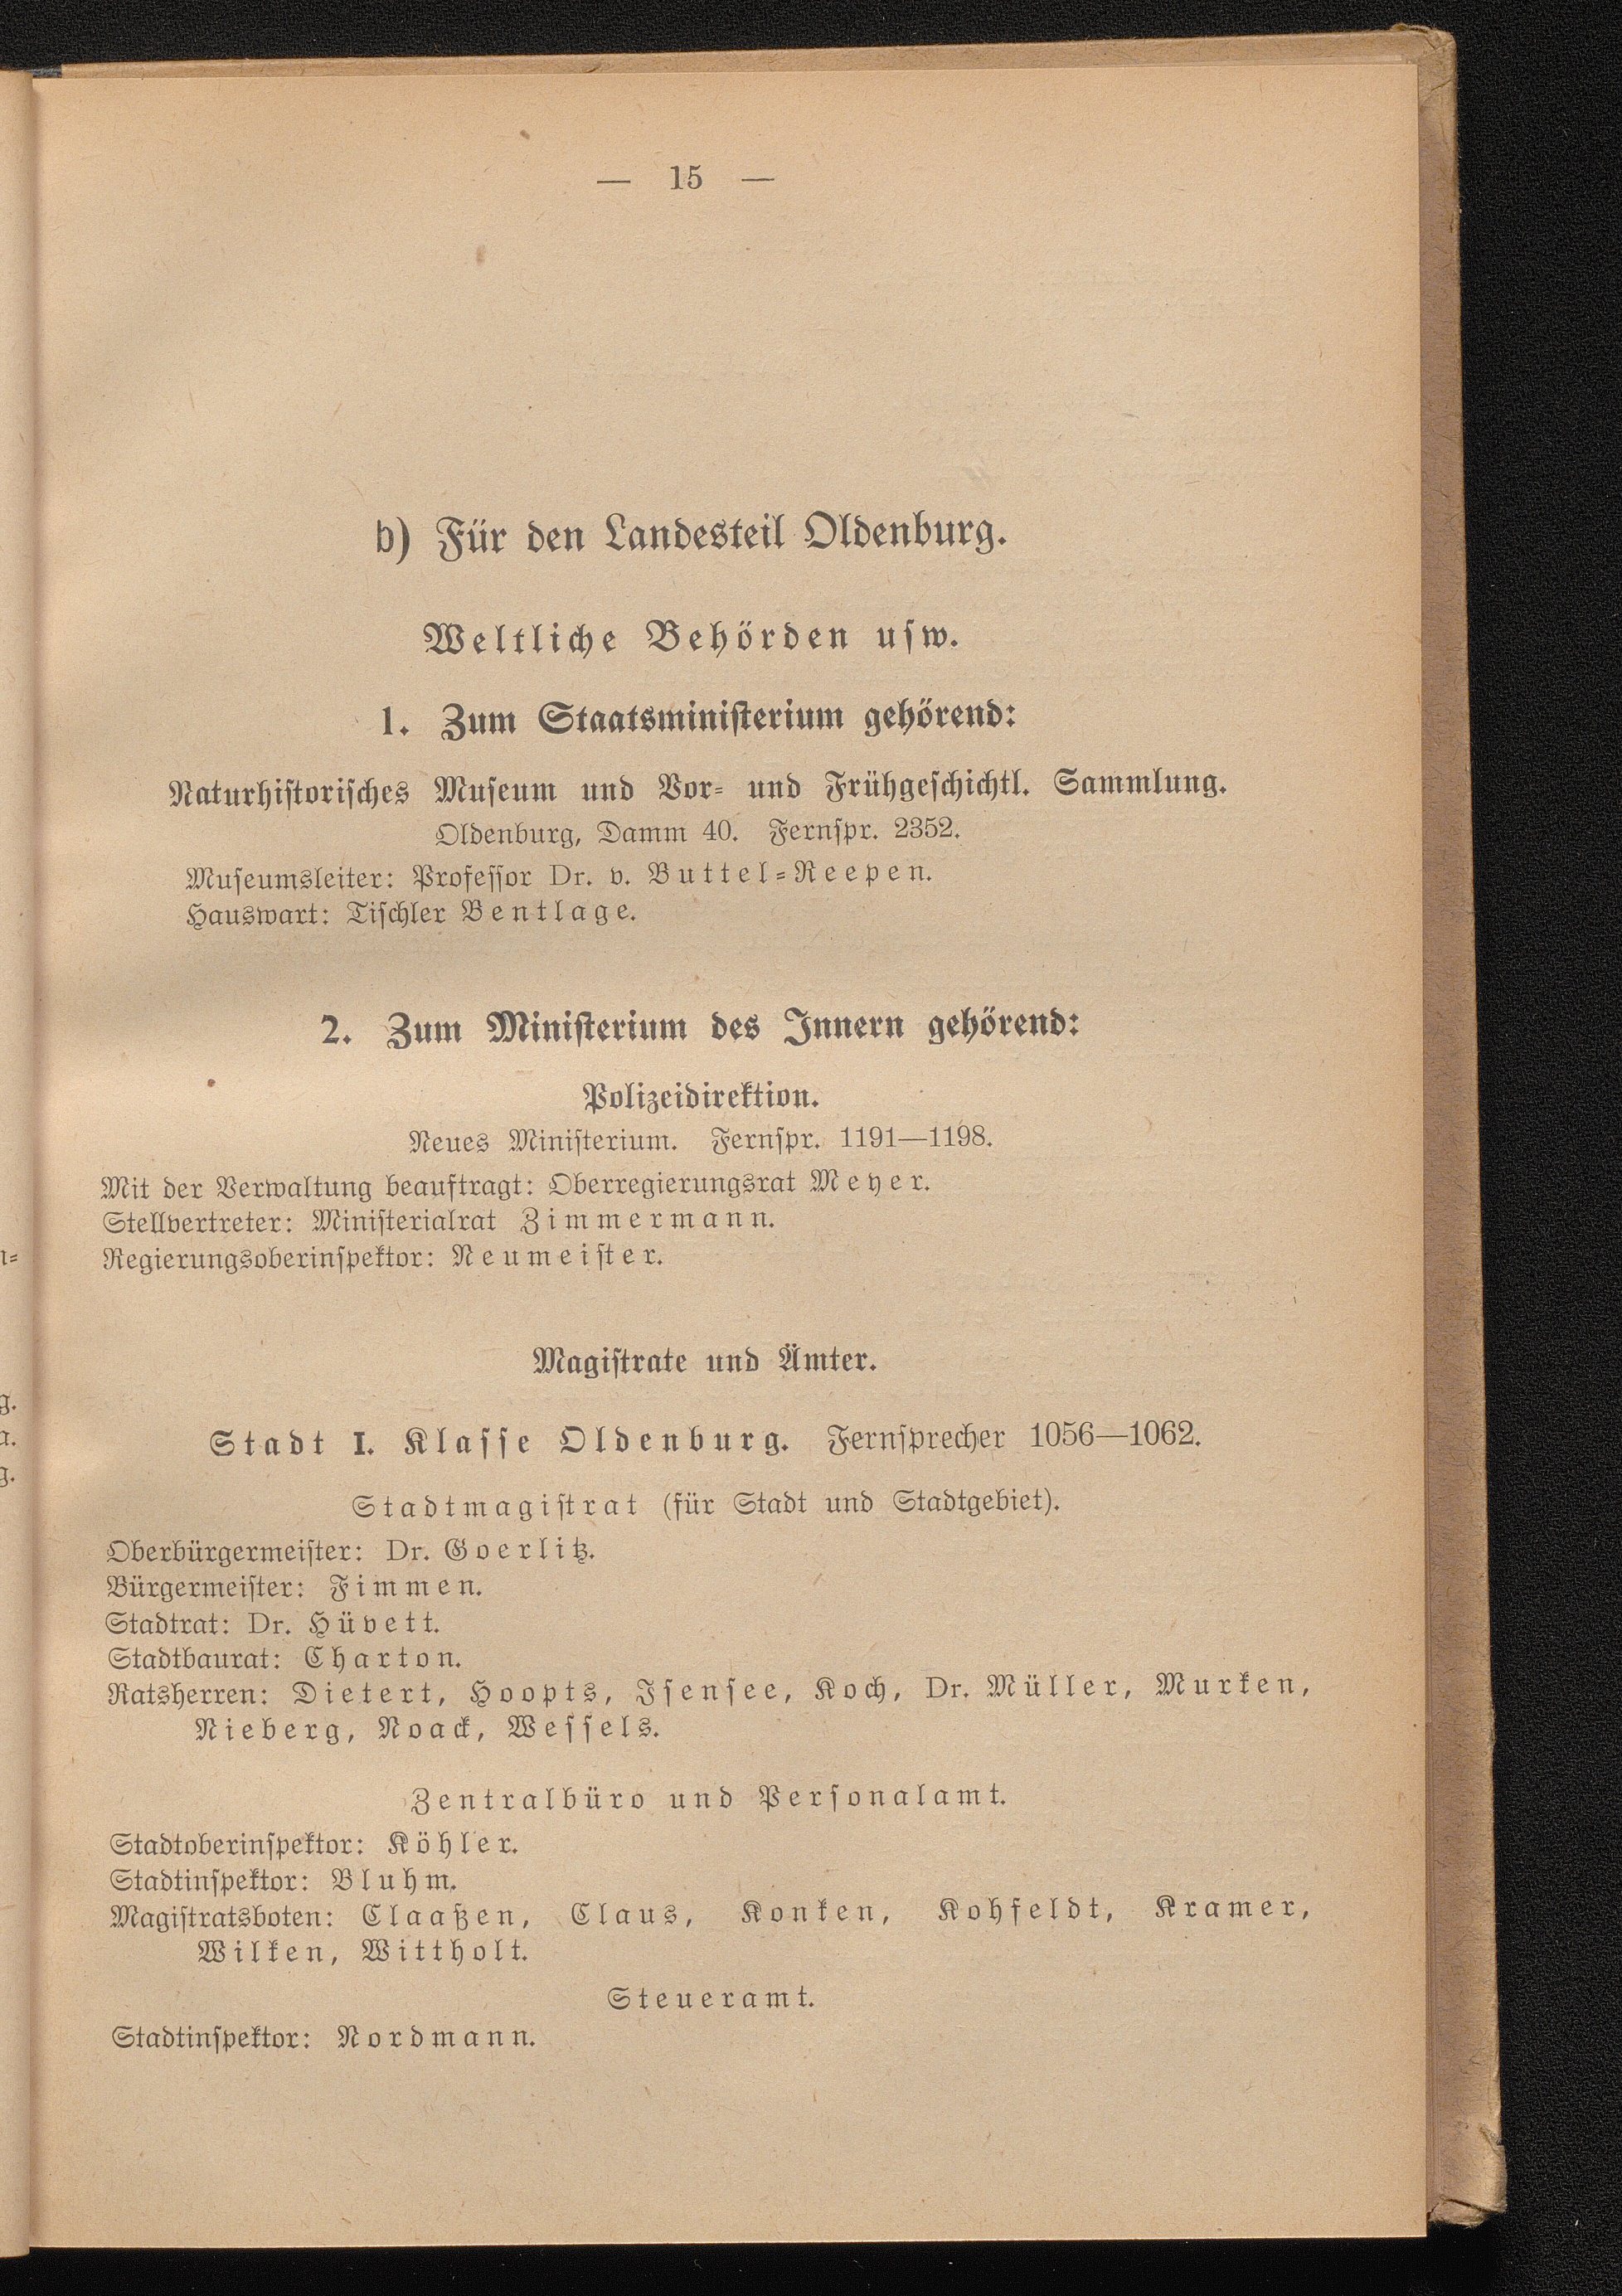 — 15 —
b) Für den Landesteil Oldenburg.
Weltliche Behörden usw.
1. Zum Staatsministerium gehörend:
Naturhistorisches Museum und Vor- und Frühgeschichtl. Sammlung.
Oldenburg, Damm 40. Fernspr. 2352.
Museumsleiter: Professor Dr. v. Buttel-Reepen.
Hauswart: Tischler Bentlage.
2. Zum Ministerium des Innern gehörend:
Polizeidirektion.
Neues Ministerium. Fernspr. 1191—1198.
Mit der Verwaltung beauftragt: Oberregierungsrat Meyer.
Stellvertreter: Ministerialrat Zimmermann.
Regierungsoberinspektor: Neumeister.
Magistrate und Ämter.
Stadt I. Klasse Oldenburg. Fernsprecher 1056—1062.
Stadtmagistrat (für Stadt und Stadtgebiet).
Oberbürgermeister: Dr. Goerlitz.
Bürgermeister: Fimmen.
Stadtrat: Dr. Hüvett.
Stadtbaurat: Charton.
Ratsherren: Dietert, Hoopts, Isensee, Koch, Dr. Müller, Murken,
Nieberg, Noack, Wessels.
Zentralbüro und Personalamt.
Stadtoberinspektor: Köhler.
Stadtinspektor: Bluhm.
Magistratsboten: Claaßen, Claus, Konken, Kohfeldt, Kramer,
Wilken, Wittholt.
Steueramt.
Stadtinspektor: Nordmann.